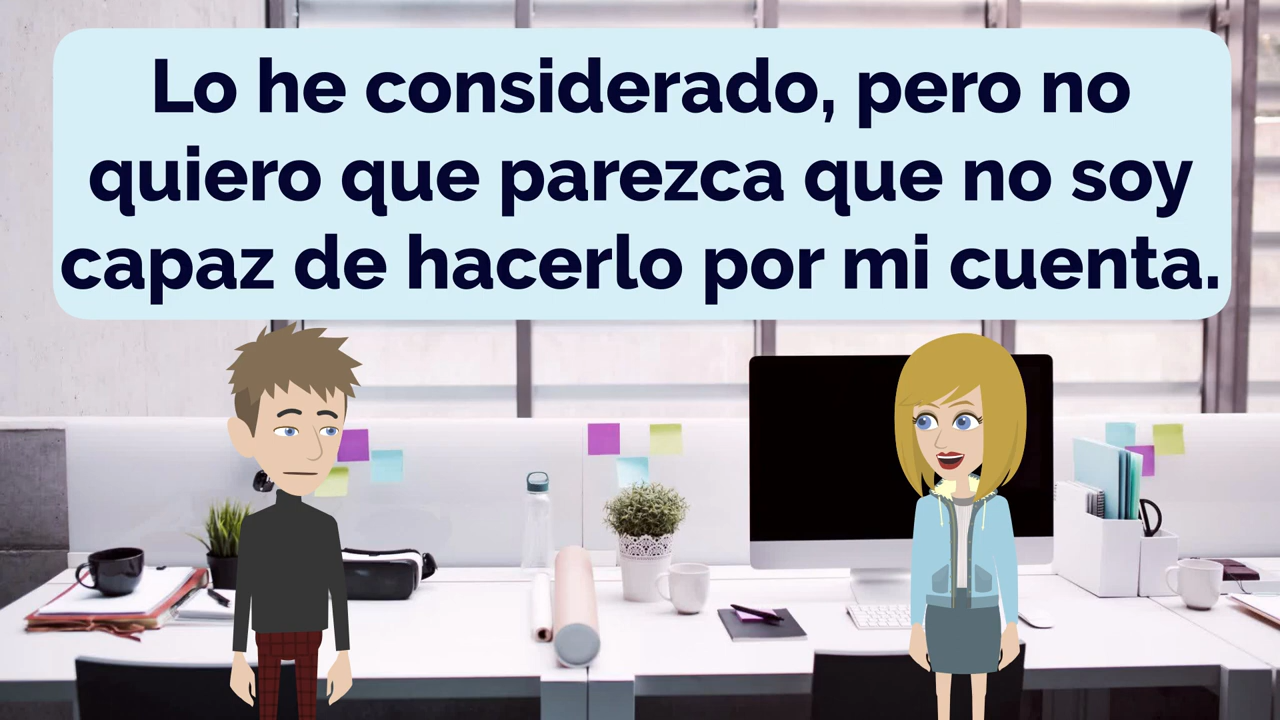 Lo he considerado, pero no
quiero que parezca que no soy
capaz de hacerlo por mi cuenta.